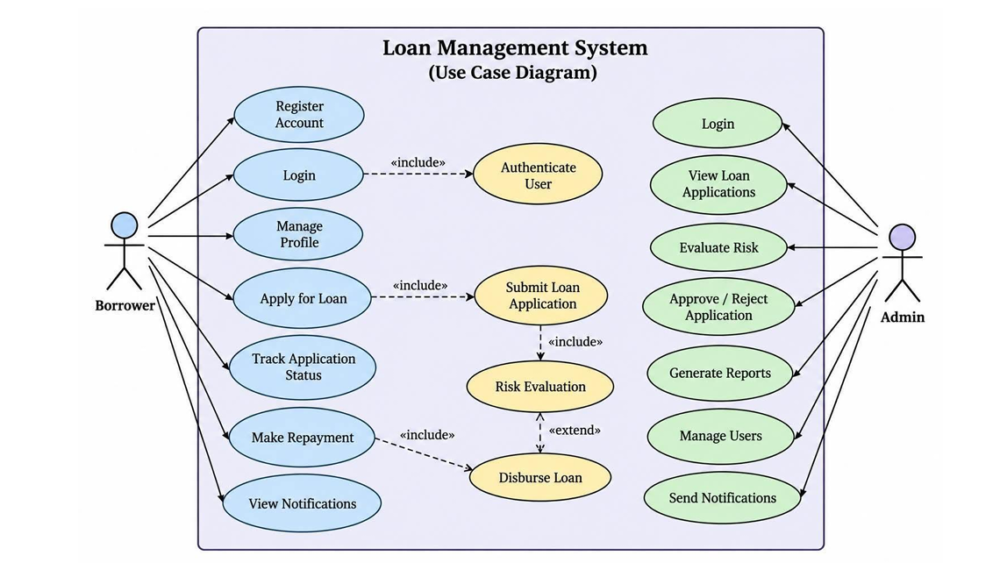 Loan Management System
(Use Case Diagram)
Register
Account
Login
Manage
Profile
Apply for Loan
Track Application
Status
Make Repayment
View Notifications
Borrower
«include»
Authenticate
User
«include»
Submit Loan
Application
«include»
Risk Evaluation
«extend»
«include»
Disburse Loan
Login
View Loan
Applications
Evaluate Risk
Approve / Reject
Application
Generate Reports
Manage Users
Send Notifications
Admin